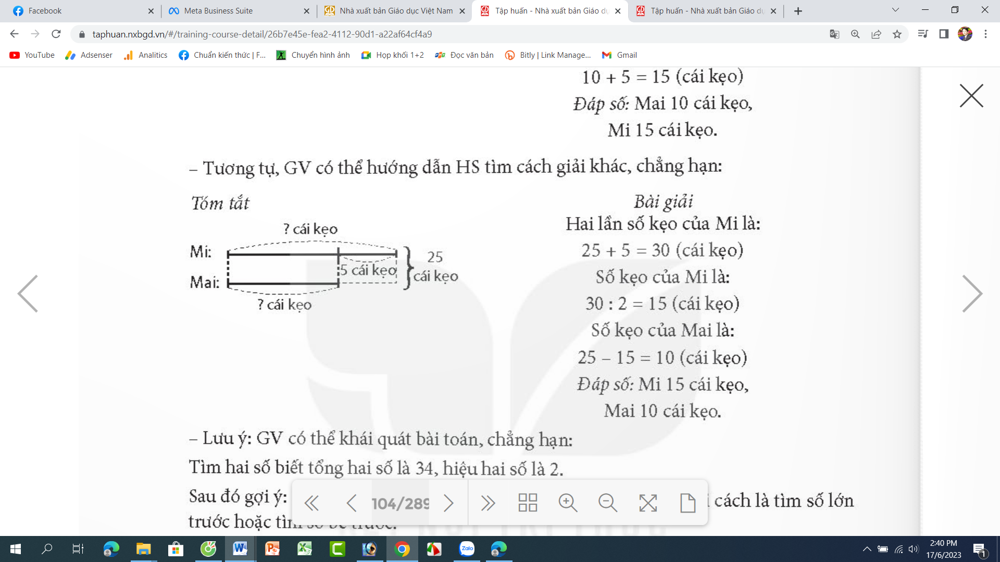 Facebook
Meta Business Suite
Nhà xuất bản Giáo dục Việt Nam
Tập huấn - Nhà xuất bản Giáo dụ
Tập huấn - Nhà xuất bản Giáo dụ
taphuan.nxbgd.vn/#/training-course-detail/26b7e45e-fea2-4112-90d1-a22af64cf4a9
YouTube
Adsenser
Analitics
Chuẩn kiến thức | F...
Chuyển hình ảnh
Họp khối 1+2
Đọc văn bản
Bitly | Link Manage...
Gmail
10 + 5 = 15 (cái kẹo)
Đáp số: Mai 10 cái kẹo,
Mi 15 cái kẹo.
– Tương tự, GV có thể hướng dẫn HS tìm cách giải khác, chẳng hạn:
Tóm tắt
? cái kẹo
Mi:
5 cái kẹo
25
cái kẹo
Mai:
? cái kẹo
Bài giải
Hai lần số kẹo của Mi là:
25 + 5 = 30 (cái kẹo)
Số kẹo của Mi là:
30 : 2 = 15 (cái kẹo)
Số kẹo của Mai là:
25 – 15 = 10 (cái kẹo)
Đáp số: Mi 15 cái kẹo,
Mai 10 cái kẹo.
– Lưu ý: GV có thể khái quát bài toán, chẳng hạn:
Tìm hai số biết tổng hai số là 34, hiệu hai số là 2.
Sau đó gợi ý: cách là tìm số lớn
trước hoặc tìm số bé trước.
104/289
2:40 PM
17/6/2023
1